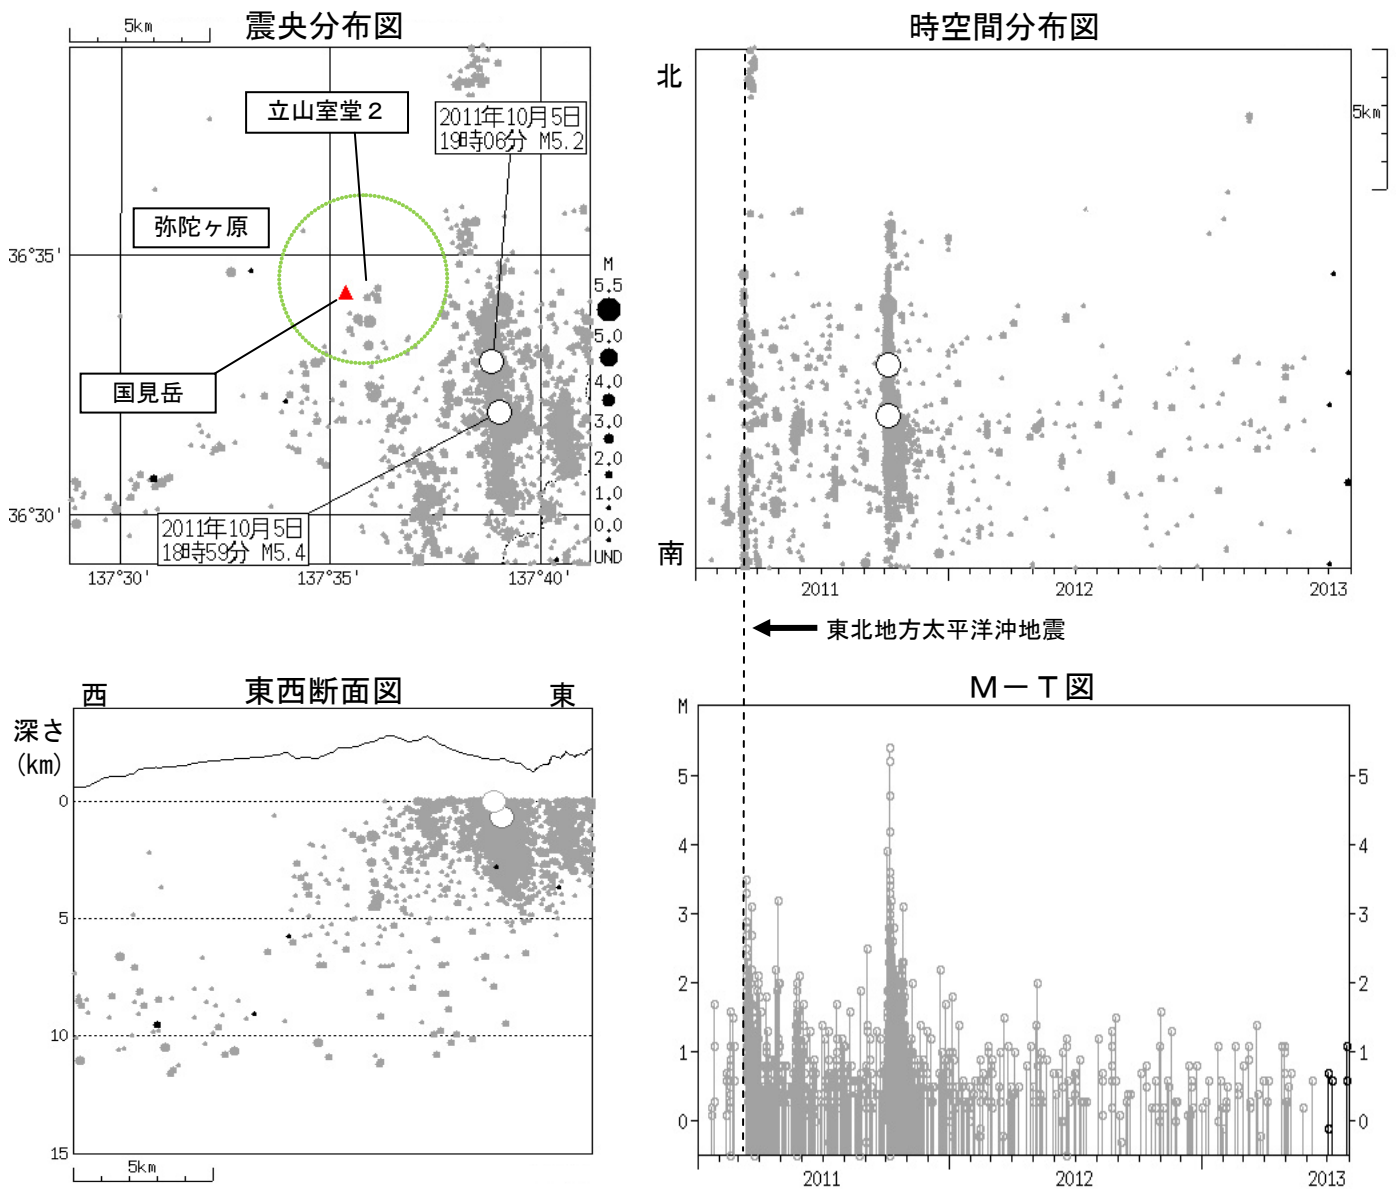 震央分布図
5km
立山室堂2
2011年10月5日
19時06分 M5.2
弥陀ヶ原
36°35'
国見岳
M
5.5
5.0
4.0
3.0
2.0
1.0
0.0
UND
36°30'
2011年10月5日
18時59分 M5.4
137°30'
137°35'
137°40'
時空間分布図
北
5km
南
2011
2012
2013
東北地方太平洋沖地震
東西断面図
西
東
深さ
(km)
0
5
10
15
5km
M-T図
M
5
4
3
2
1
0
5
4
3
2
1
0
2011
2012
2013